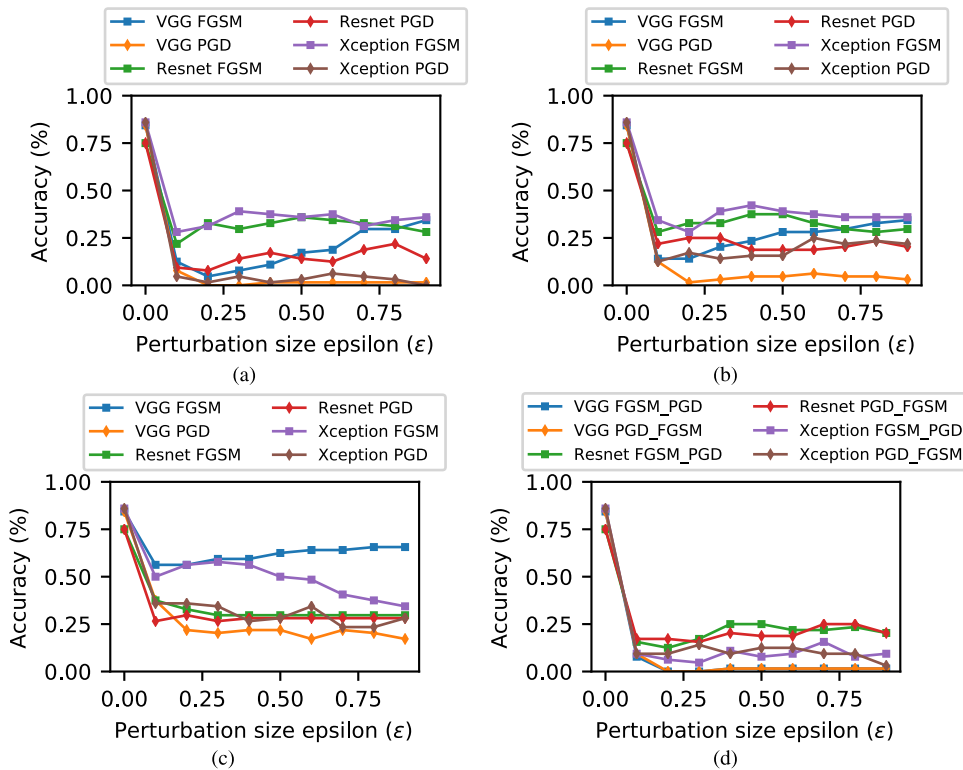 VGG FGSM
VGG PGD
Resnet FGSM
Resnet PGD
Xception FGSM
Xception PGD
1.00
0.75
0.50
0.25
0.00
Accuracy (%)
0.00 0.25 0.50 0.75
Perturbation size epsilon (ε)
(a)
VGG FGSM
VGG PGD
Resnet FGSM
Resnet PGD
Xception FGSM
Xception PGD
1.00
0.75
0.50
0.25
0.00
Accuracy (%)
0.00 0.25 0.50 0.75
Perturbation size epsilon (ε)
(b)
VGG FGSM
VGG PGD
Resnet FGSM
Resnet PGD
Xception FGSM
Xception PGD
1.00
0.75
0.50
0.25
0.00
Accuracy (%)
0.00 0.25 0.50 0.75
Perturbation size epsilon (ε)
(c)
VGG FGSM_PGD
VGG PGD_FGSM
Resnet FGSM_PGD
Resnet PGD_FGSM
Xception FGSM_PGD
Xception PGD_FGSM
1.00
0.75
0.50
0.25
0.00
Accuracy (%)
0.00 0.25 0.50 0.75
Perturbation size epsilon (ε)
(d)